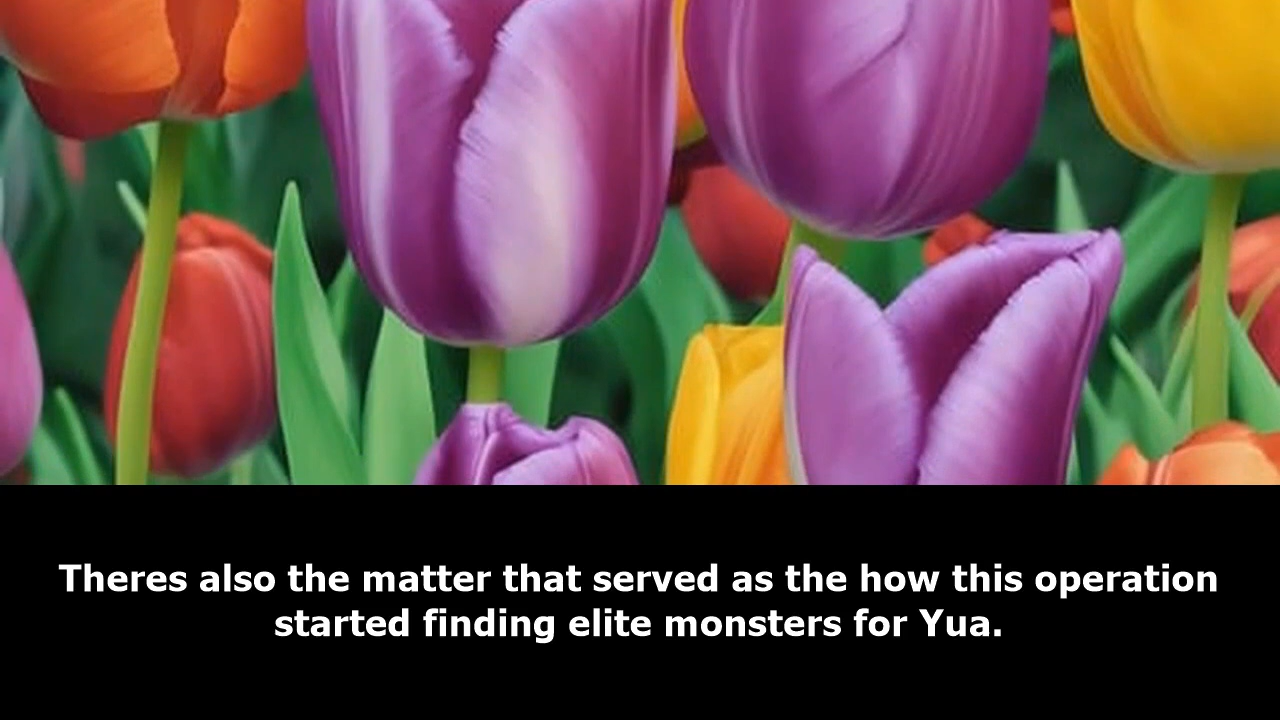 Theres also the matter that served as the how this operation
started finding elite monsters for Yua.